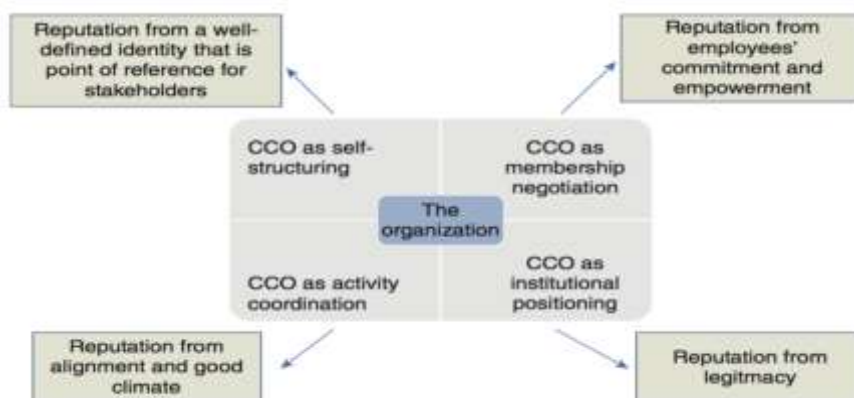 Reputation from a well-
defined identity that is
point of reference for
stakeholders
Reputation from
employees'
commitment and
empowerment
CCO as self-
structuring
CCO as
membership
negotiation
The
organization
CCO as activity
coordination
CCO as
institutional
positioning
Reputation from
alignment and good
climate
Reputation from
legitmacy